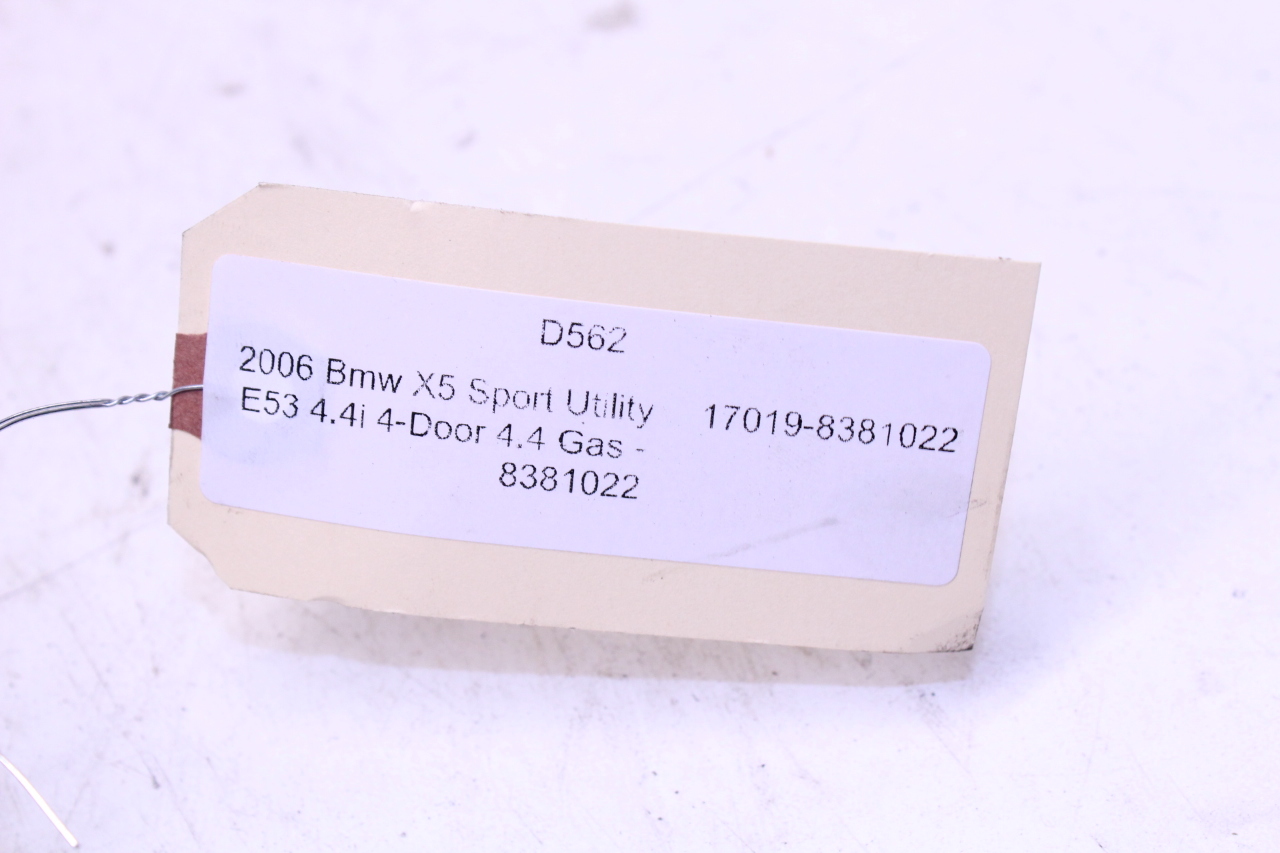 D562
2006 Bmw X5 Sport Utility
E53 4.4i 4-Door 4.4 Gas -
8381022
17019-8381022